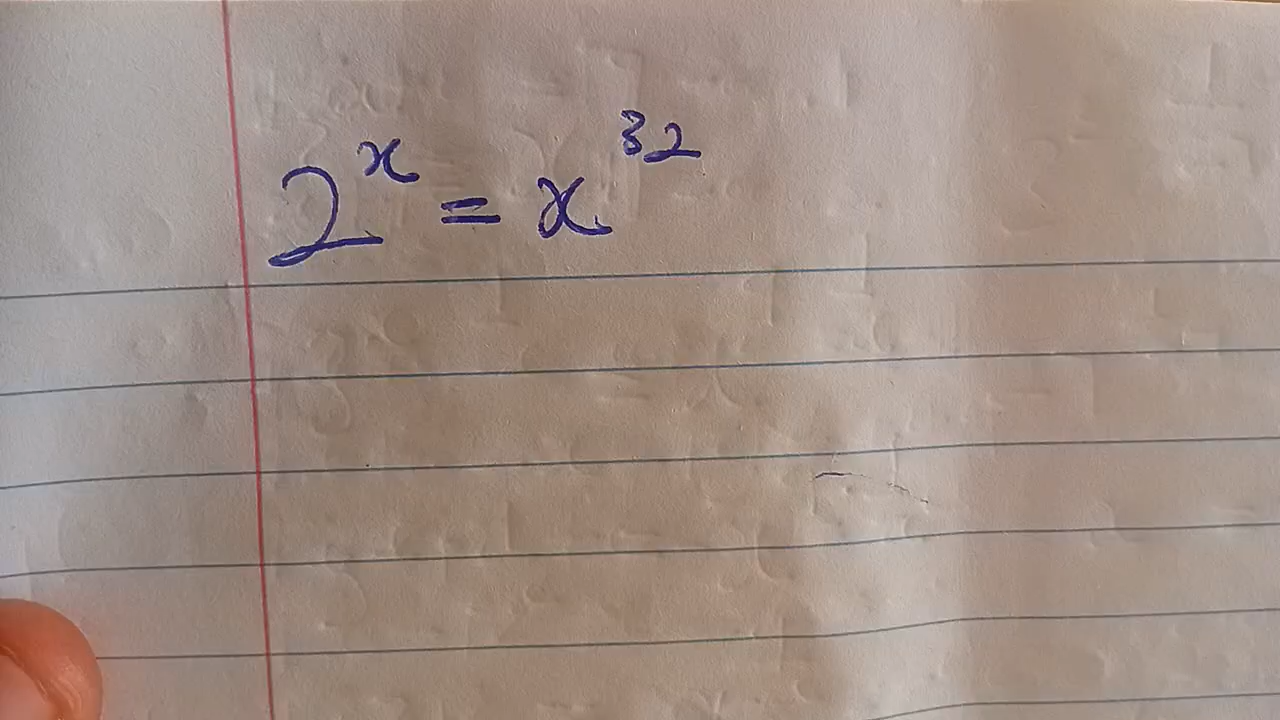 2^x = x^32